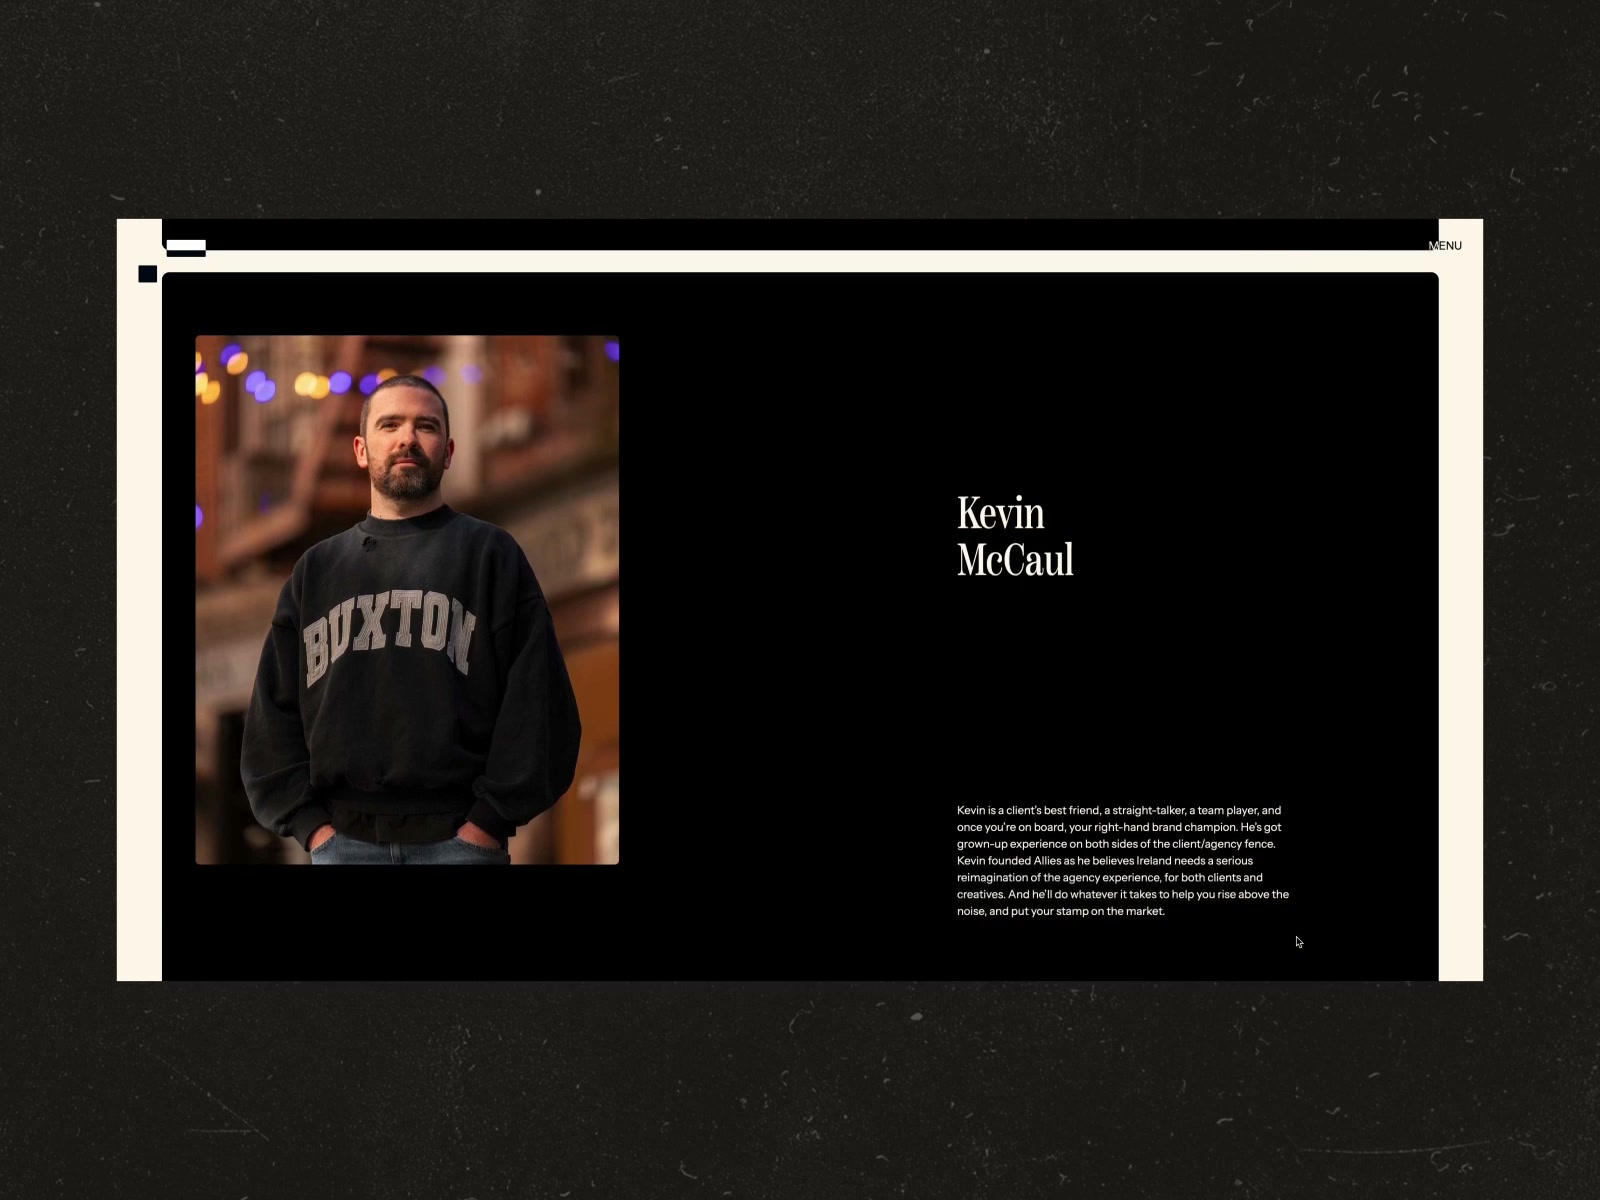 MENU
BUXTON
Kevin
McCaul
Kevin is a client's best friend, a straight-talker, a team player, and
once you're on board, your right-hand brand champion. He's got
grown-up experience on both sides of the client/agency fence.
Kevin founded Allies as he believes Ireland needs a serious
reimagination of the agency experience, for both clients and
creatives. And he'll do whatever it takes to help you rise above the
noise, and put your stamp on the market.